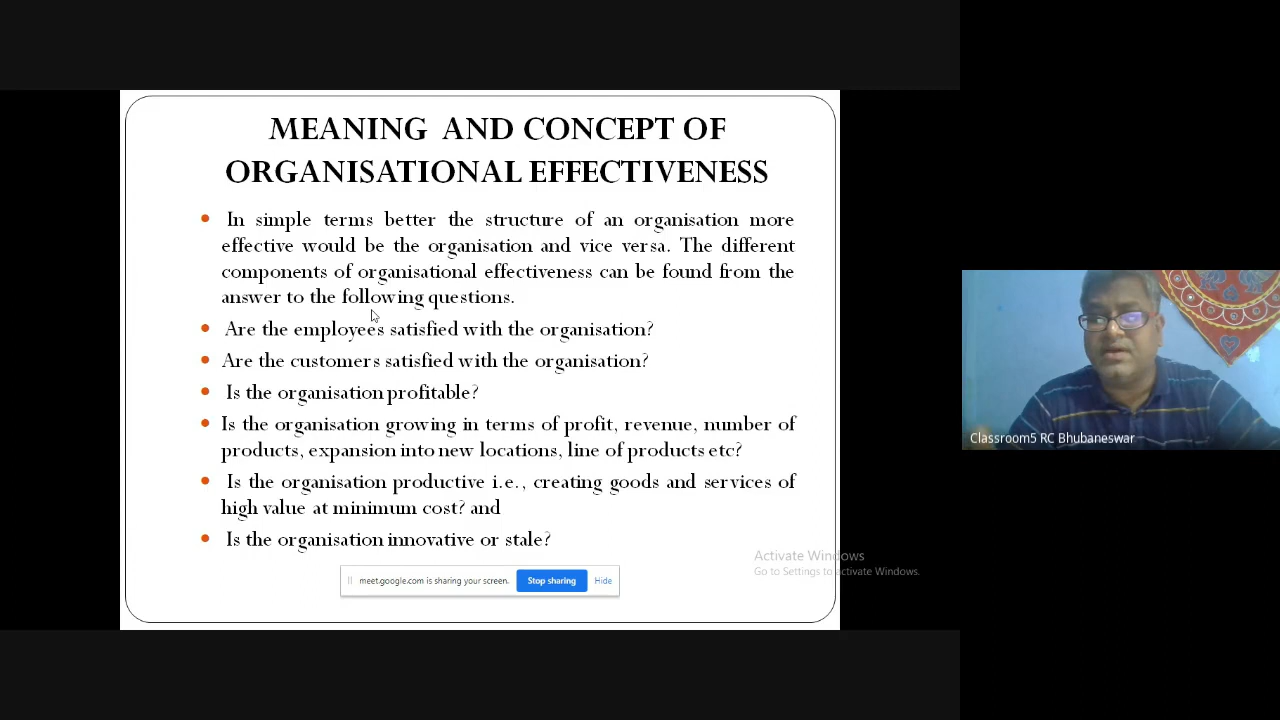 MEANING AND CONCEPT OF
ORGANISATIONAL EFFECTIVENESS
• In simple terms better the structure of an organisation more
effective would be the organisation and vice versa. The different
components of organisational effectiveness can be found from the
answer to the following questions.
• Are the employees satisfied with the organisation?
• Are the customers satisfied with the organisation?
• Is the organisation profitable?
• Is the organisation growing in terms of profit, revenue, number of
products, expansion into new locations, line of products etc?
• Is the organisation productive i.e., creating goods and services of
high value at minimum cost? and
• Is the organisation innovative or stale?
meet.google.com is sharing your screen. Stop sharing Hide
Activate Windows
Go to Settings to activate Windows.
Classroom5 RC Bhubaneswar